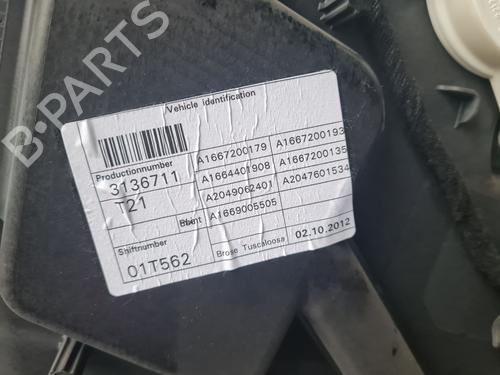 B-PARTS
Vehicle identification
Productionnumber
3136711
T21
A1667200179 A1667200193
A1664401908 A1667200135
A2049062401 A2047601534
A1669005505
Shiftnumber
01T562
Brose Tuscaloosa
02.10.2012